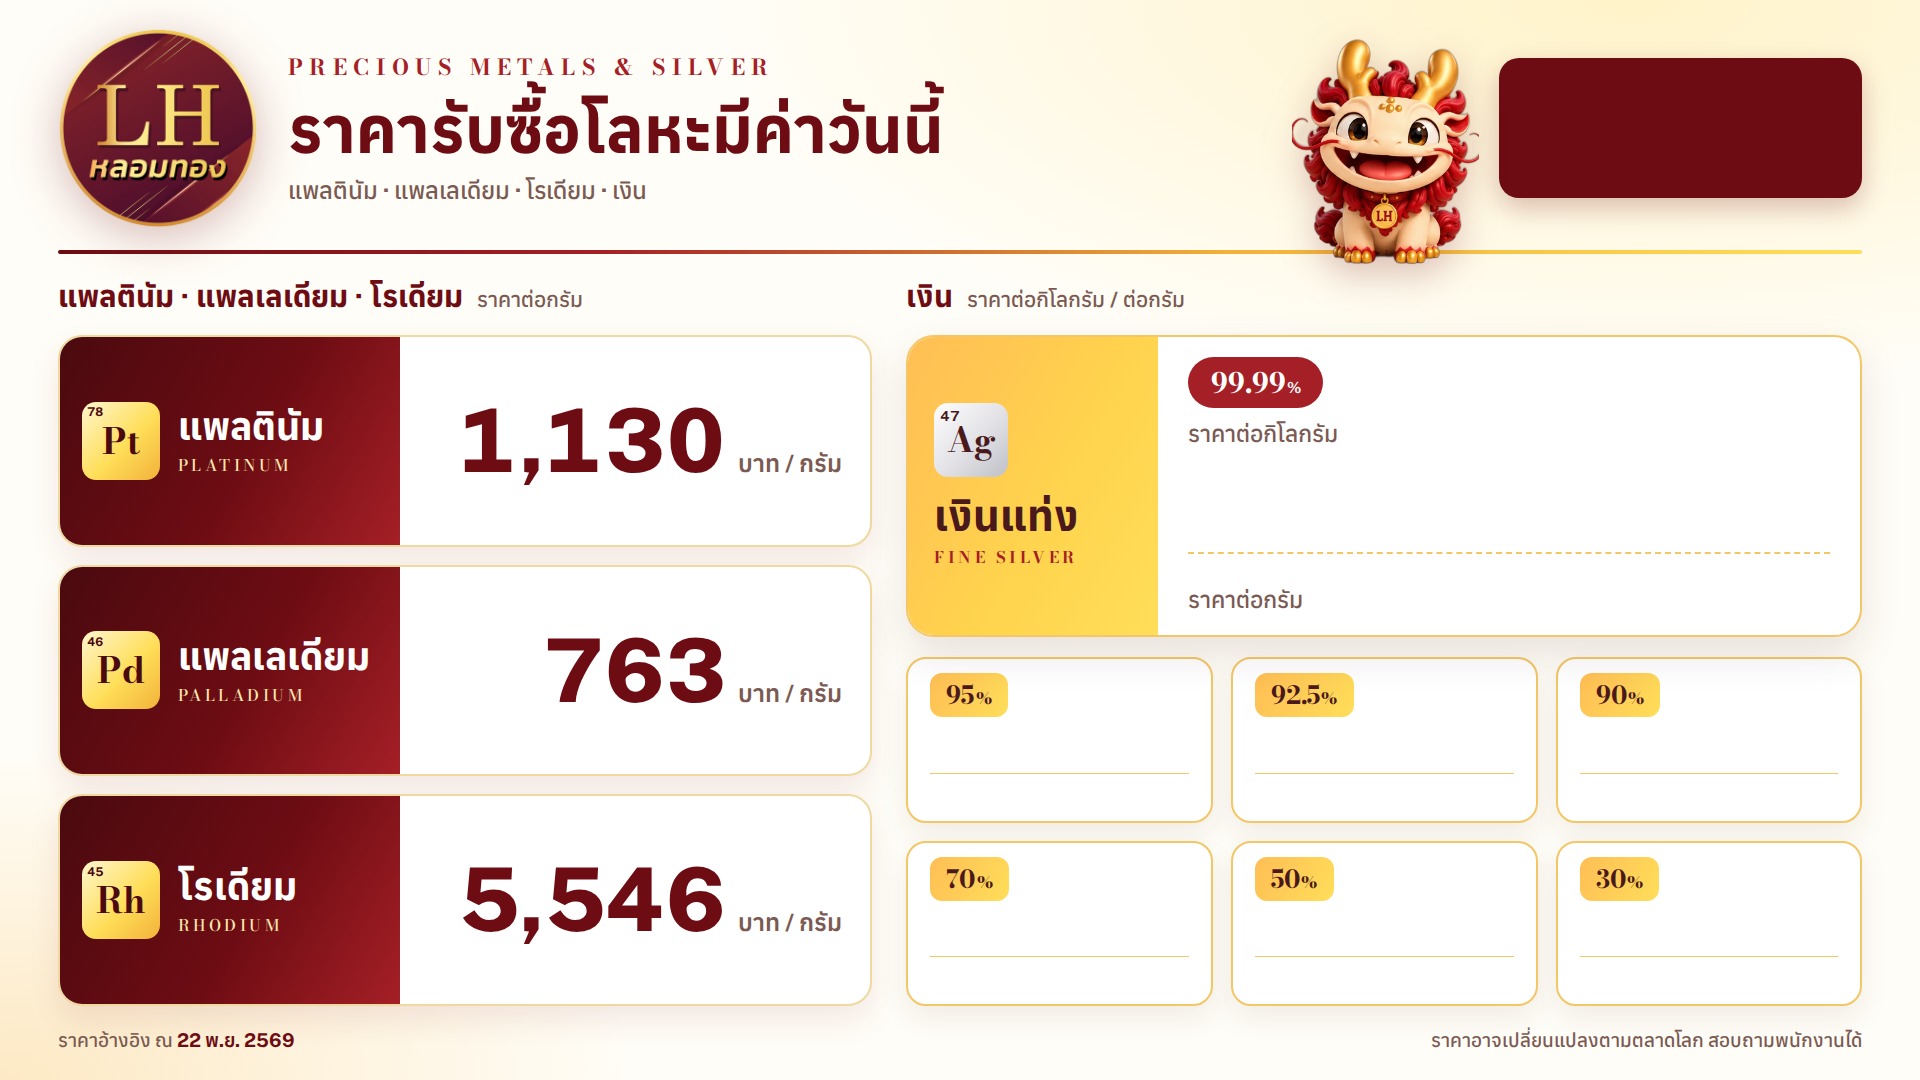 LH
หลอมทอง
PRECIOUS METALS & SILVER
ราคารับซื้อโลหะมีค่าวันนี้
แพลตินัม · แพลเลเดียม · โรเดียม · เงิน
LH
แพลตินัม · แพลเลเดียม · โรเดียม ราคาต่อกรัม
78
Pt
แพลตินัม
PLATINUM
1,130 บาท / กรัม
46
Pd
แพลเลเดียม
PALLADIUM
763 บาท / กรัม
45
Rh
โรเดียม
RHODIUM
5,546 บาท / กรัม
เงิน ราคาต่อกิโลกรัม / ต่อกรัม
47
Ag
เงินแท่ง
FINE SILVER
99.99%
ราคาต่อกิโลกรัม
ราคาต่อกรัม
95%
92.5%
90%
70%
50%
30%
ราคาอ้างอิง ณ 22 พ.ย. 2569
ราคาอาจเปลี่ยนแปลงตามตลาดโลก สอบถามพนักงานได้